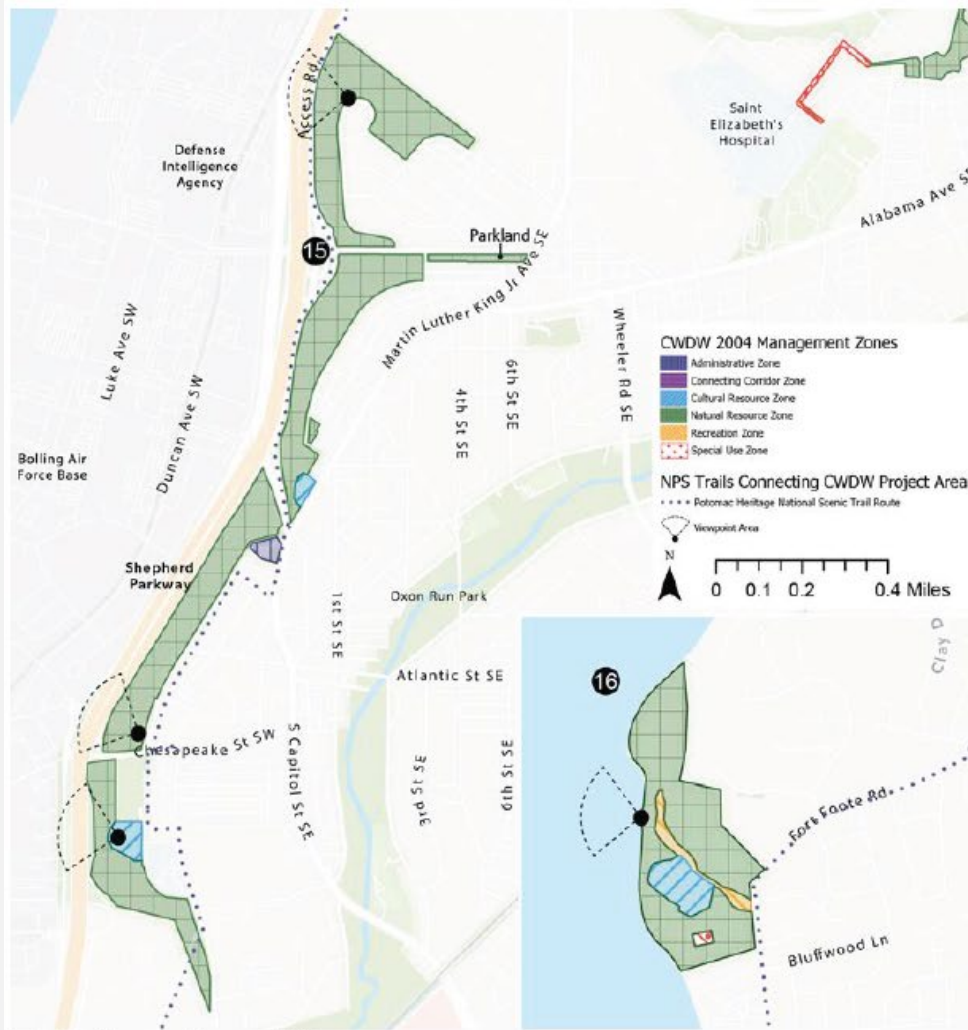 Access Rd
Defense
Intelligence
Agency
Saint
Elizabeth's
Hospital
Alabama Ave S
15
Parkland
Martin Luther King Jr Ave SE
Luke Ave SW
Duncan Ave SW
Wheeler Rd SE
6th St SE
4th St SE
Bolling Air
Force Base
CWDW 2004 Management Zones
Administrative Zone
Connecting Corridor Zone
Cultural Resource Zone
Natural Resource Zone
Recreation Zone
Special Use Zone
NPS Trails Connecting CWDW Project Area
Potomac Heritage National Scenic Trail Route
Viewpoint Area
N
0 0.1 0.2 0.4 Miles
Shepherd
Parkway
1st St SE
Oxon Run Park
Atlantic St SE
Chesapeake St SW
S Capitol St SE
3rd St SE
6th St SE
16
Clay D
Fort Foote Rd
Bluffwood Ln